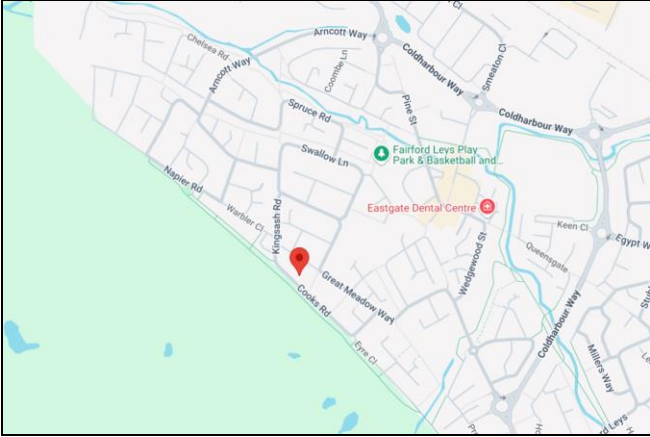 Arncott Way
Chelsea Rd
Coldharbour Way
Smeaton Cl
Arncott Way
Coombe Ln
Pine St
Spruce Rd
Coldharbour Way
Swallow Ln
Fairford Leys Play
Park & Basketball and...
Napier Rd
Eastgate Dental Centre
Warbler Cl
Kingsash Rd
Keen Cl
Egypt W
Queensgate
Wedgewood St
Great Meadow Way
Cooks Rd
Coldharbour Way
Eyre Cl
Millers Way